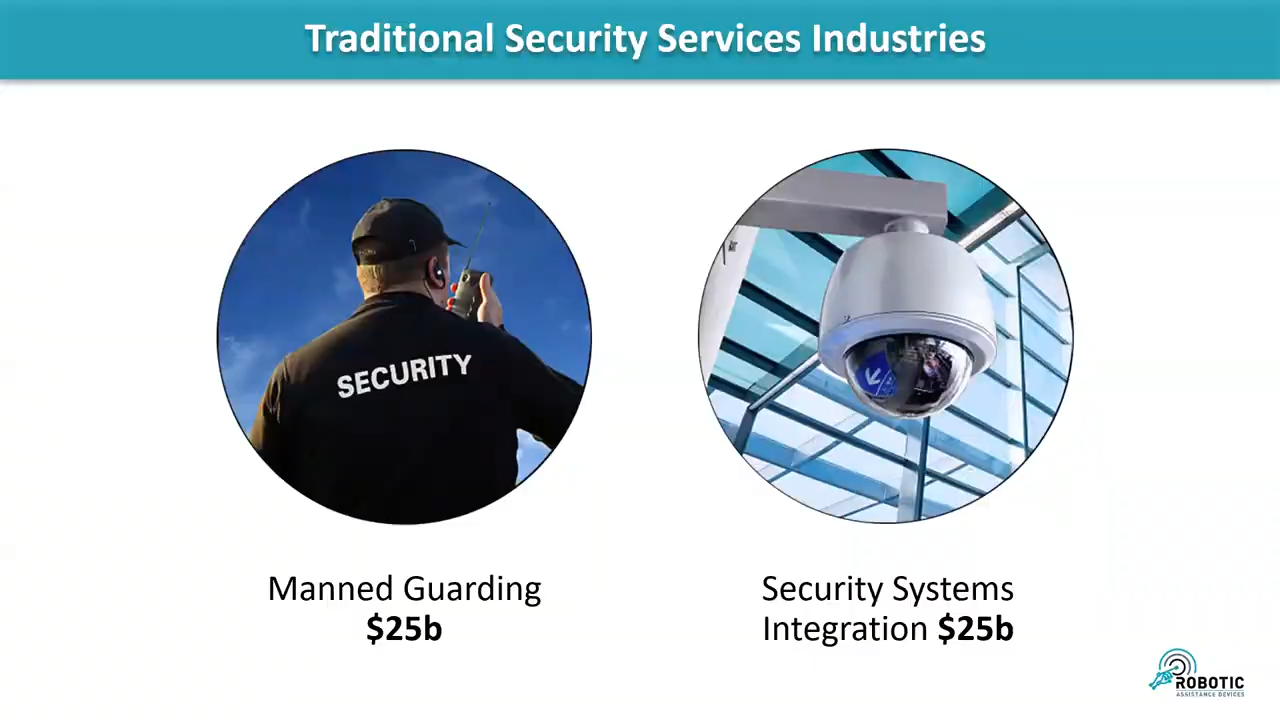 Traditional Security Services Industries
SECURITY
Manned Guarding
$25b
Security Systems
Integration $25b
ROBOTIC
ASSISTANCE DEVICES